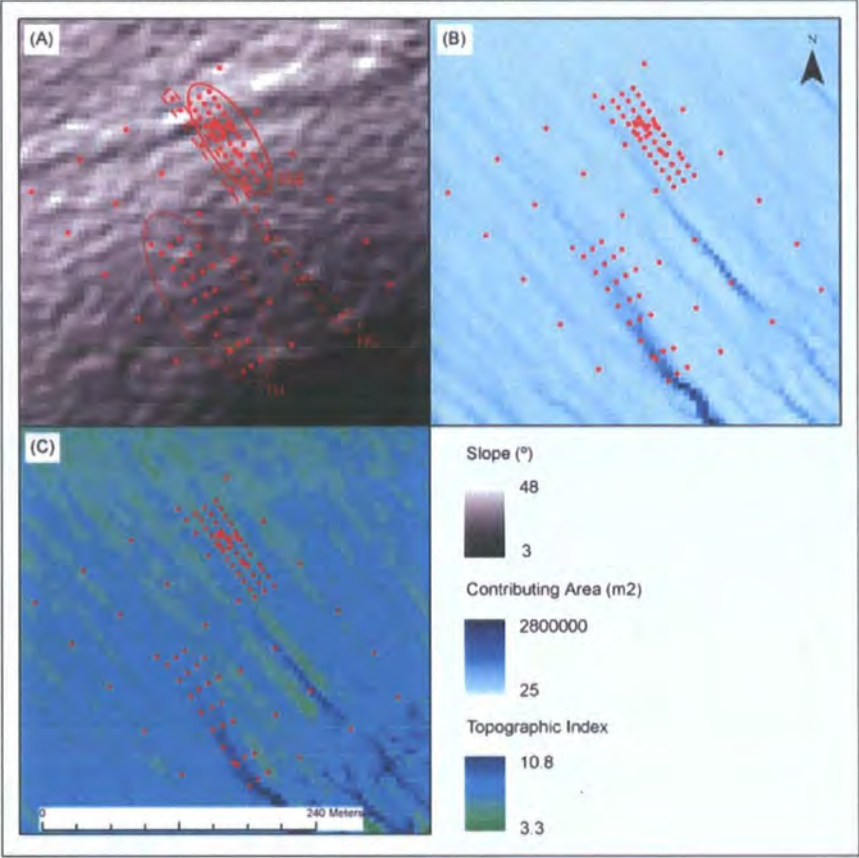 (A)
(B)
N
(C)
0
240 Meters
Slope (º)
48
3
Contributing Area (m2)
2800000
25
Topographic Index
10.8
3.3